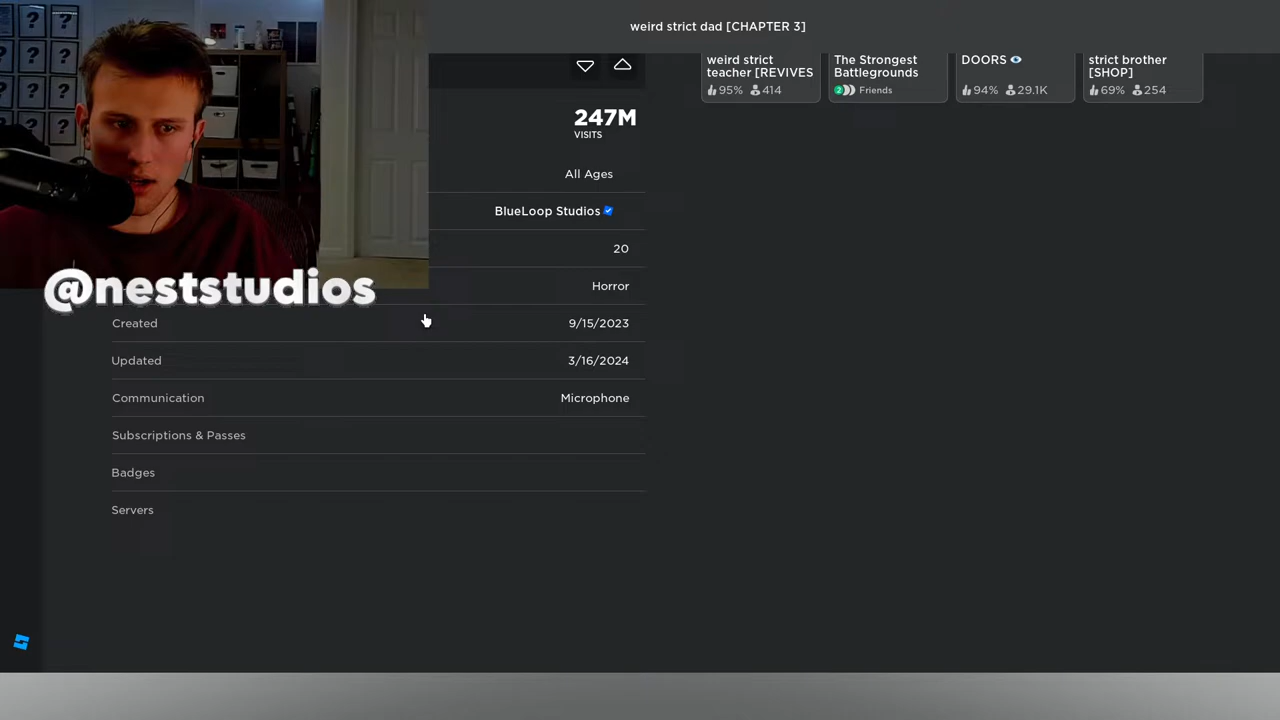 weird strict dad [CHAPTER 3]
? ?
? ?
? ?
? ?
247M
VISITS
All Ages
BlueLoop Studios
20
Horror
@neststudios
Created 9/15/2023
Updated 3/16/2024
Communication Microphone
Subscriptions & Passes
Badges
Servers
weird strict
teacher [REVIVES
95% 414
The Strongest
Battlegrounds
2 Friends
DOORS
94% 29.1K
strict brother
[SHOP]
69% 254